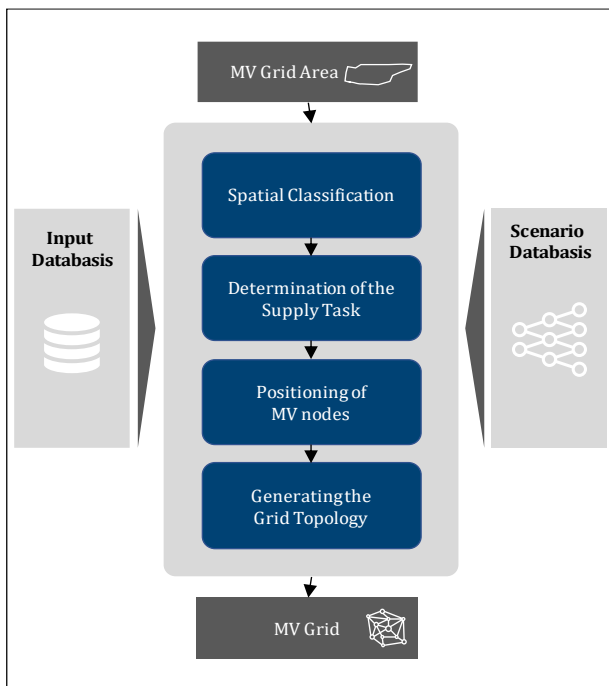 MV Grid Area
Spatial Classification
Input
Databasis
Scenario
Databasis
Determination of the
Supply Task
Positioning of
MV nodes
Generating the
Grid Topology
MV Grid